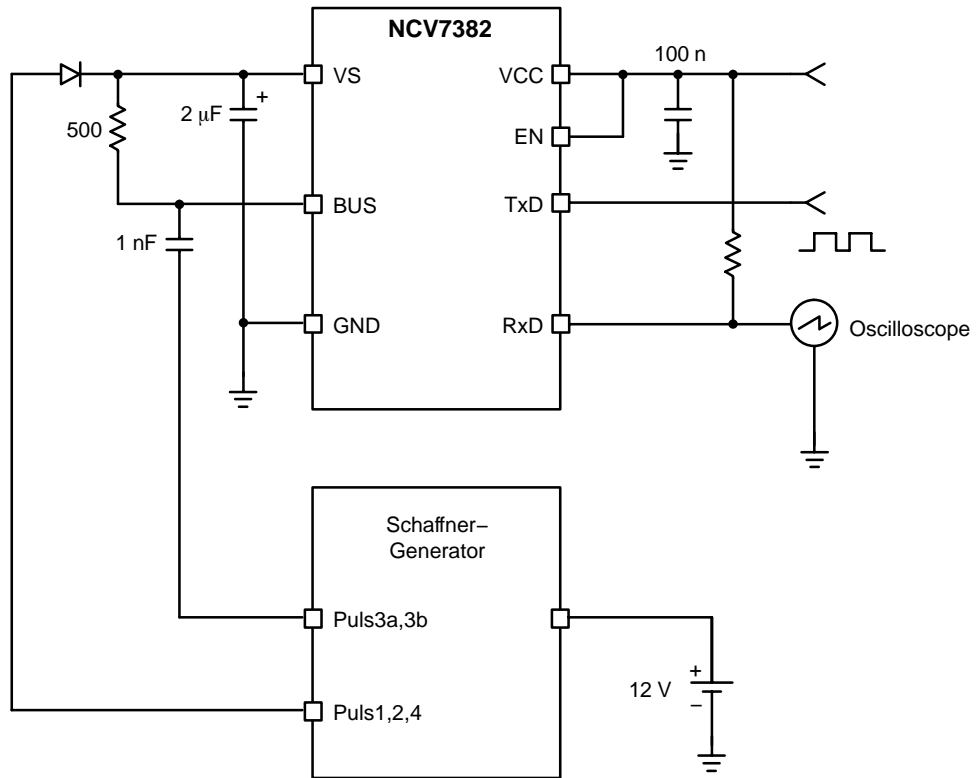 NCV7382
100 n
VS
VCC
+
2 μF
500
EN
BUS
TxD
1 nF
GND
RxD
Oscilloscope
Schaffner–
Generator
Puls3a,3b
+
12 V
–
Puls1,2,4